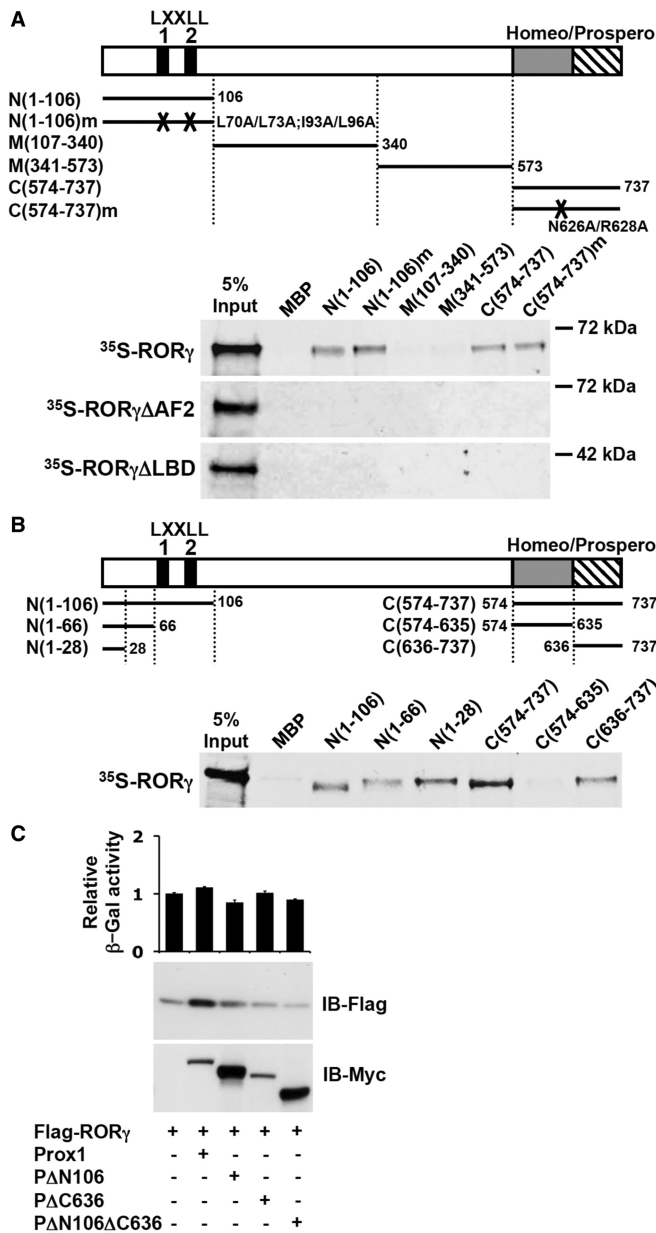 A
LXXLL
1 2
Homeo/Prospero
N(1-106) 106
N(1-106)m L70A/L73A;I93A/L96A
M(107-340) 340
M(341-573) 573
C(574-737) 737
C(574-737)m
N626A/R628A
5% Input MBP N(1-106) N(1-106)m M(107-340) M(341-573) C(574-737) C(574-737)m
72 kDa
35S-RORγ
72 kDa
35S-RORγΔAF2
42 kDa
35S-RORγΔLBD
B
LXXLL
1 2
Homeo/Prospero
N(1-106) 106 C(574-737) 574 737
N(1-66) 66 C(574-635) 574 635
N(1-28) 28 C(636-737) 636 737
5% Input MBP N(1-106) N(1-66) N(1-28) C(574-737) C(574-635) C(636-737)
35S-RORγ
C
Relative β-Gal activity
2
1
0
IB-Flag
IB-Myc
Flag-RORγ + + + + +
Prox1 - + - - -
PΔN106 - - + - -
PΔC636 - - - + -
PΔN106ΔC636 - - - - +